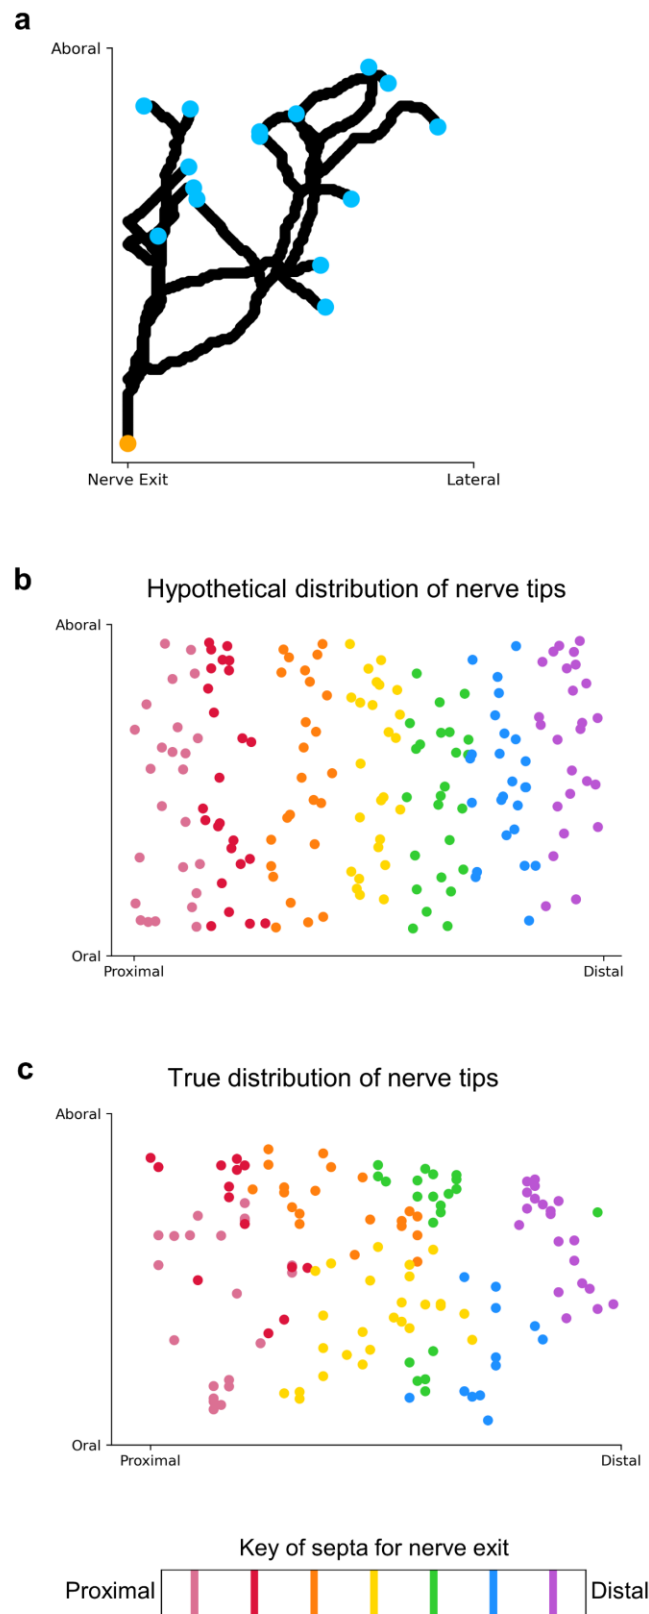 a
Aboral
Nerve Exit
Lateral
b
Hypothetical distribution of nerve tips
Aboral
Oral
Proximal
Distal
c
True distribution of nerve tips
Aboral
Oral
Proximal
Distal
Key of septa for nerve exit
Proximal
Distal